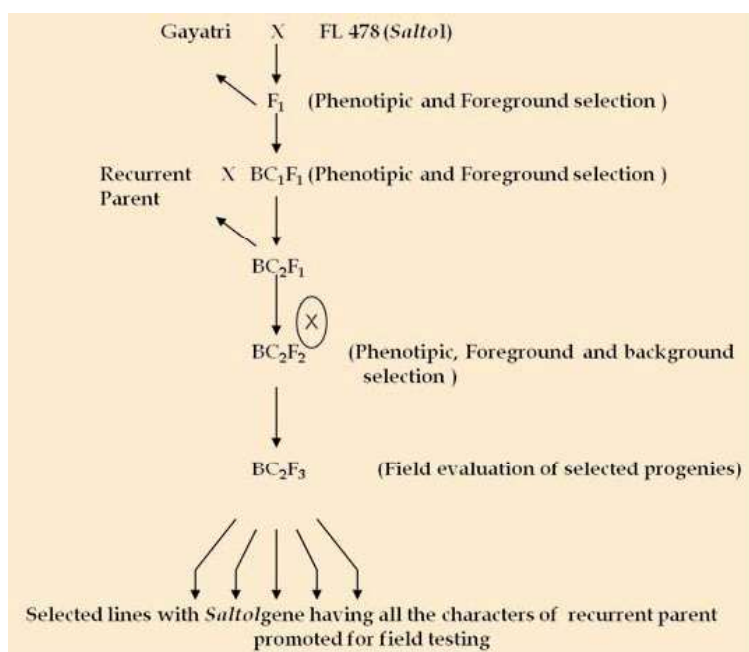 Gayatri X FL 478 (Saltol)
F₁ (Phenotipic and Foreground selection )
Recurrent X BC₁F₁ (Phenotipic and Foreground selection )
Parent
BC₂F₁
X
BC₂F₂ (Phenotipic, Foreground and background
selection )
BC₂F₃ (Field evaluation of selected progenies)
Selected lines with Saltolgene having all the characters of recurrent parent
promoted for field testing